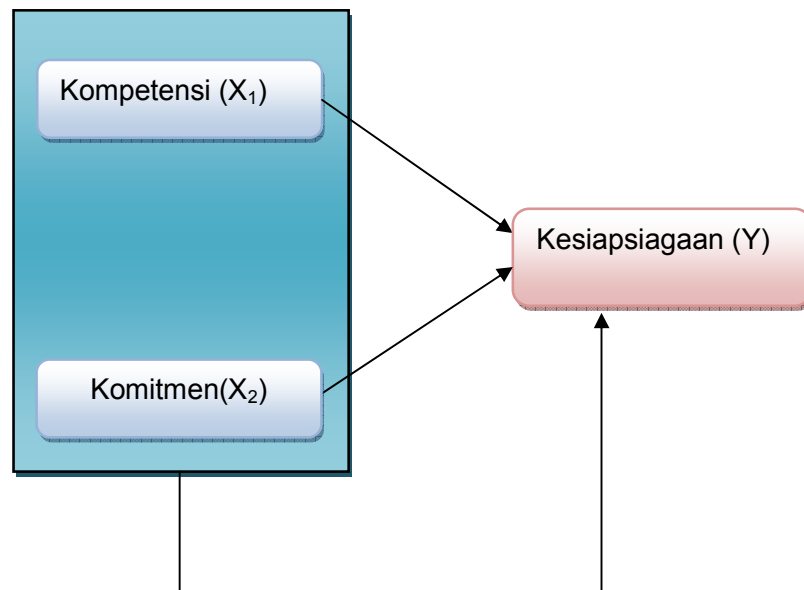 Kompetensi (X₁)
Kesiapsiagaan (Y)
Komitmen(X₂)